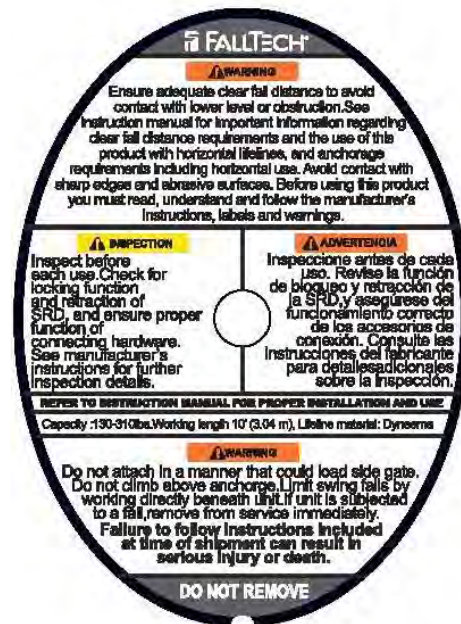 FALLTECH
WARNING
Ensure adequate clear fall distance to avoid
contact with lower level or obstruction.See
instruction manual for important information regarding
clear fall distance requirements and the use of this
product with horizontal lifelines, and anchorage
requirements including horizontal use. Avoid contact with
sharp edges and abrasive surfaces. Before using this product
you must read, understand and follow the manufacturer's
instructions, labels and warnings.
INSPECTION
Inspect before
each use.Check for
locking function
and retraction of
SRD, and ensure proper
function of
connecting hardware.
See manufacturer's
instructions for further
inspection details.
ADVERTENCIA
Inspeccione antes de cada
uso. Revise la función
de bloqueo y retracción de
la SRD,y asegúrese del
funcionamiento correcto
de los accesorios de
conexión. Consulte las
instrucciones del fabricante
para detallesadicionales
sobre la inspección.
REFER TO INSTRUCTION MANUAL FOR PROPER INSTALLATION AND USE
Capacity :130-310lbs.Working length 10' (3.04 m), Lifeline material: Dyneema
WARNING
Do not attach in a manner that could load side gate.
Do not climb above anchorge.Limit swing falls by
working directly beneath unit.If unit is subjected
to a fall,remove from service immediately.
Failure to follow instructions included
at time of shipment can result in
serious injury or death.
DO NOT REMOVE